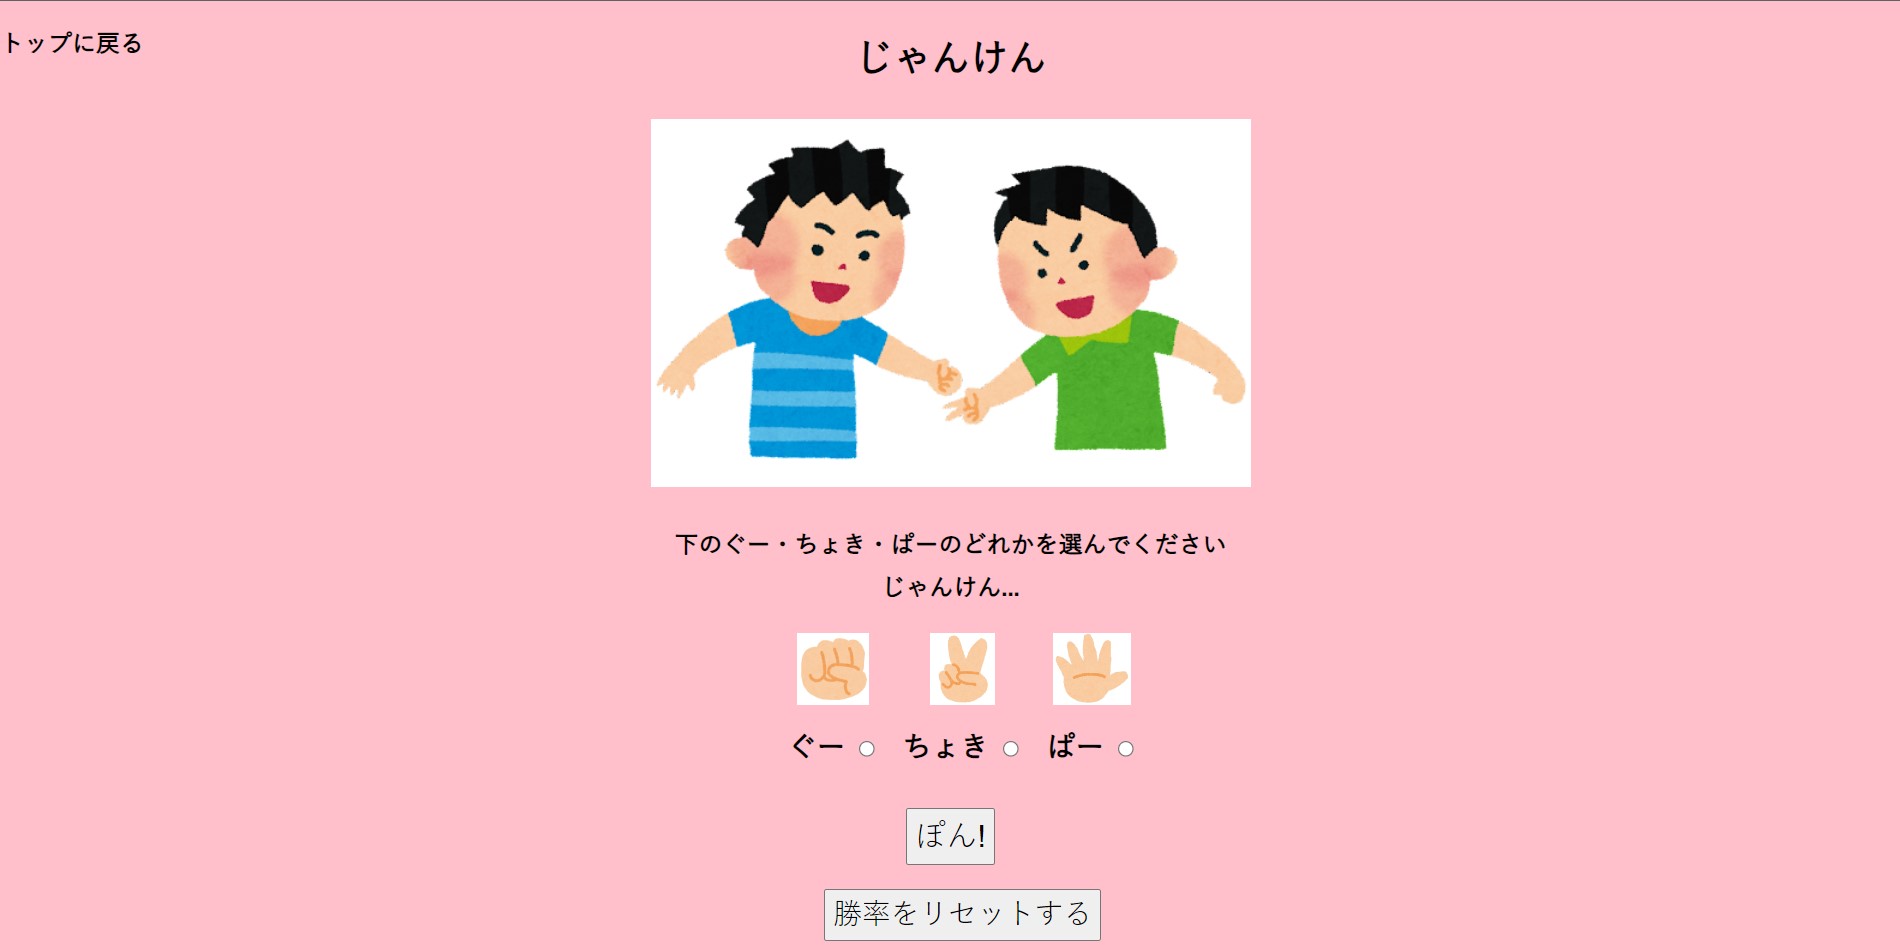 トップに戻る
じゃんけん
下のぐー・ちょき・ぱーのどれかを選んでください
じゃんけん...
ぐー ちょき ぱー
ぽん!
勝率をリセットする